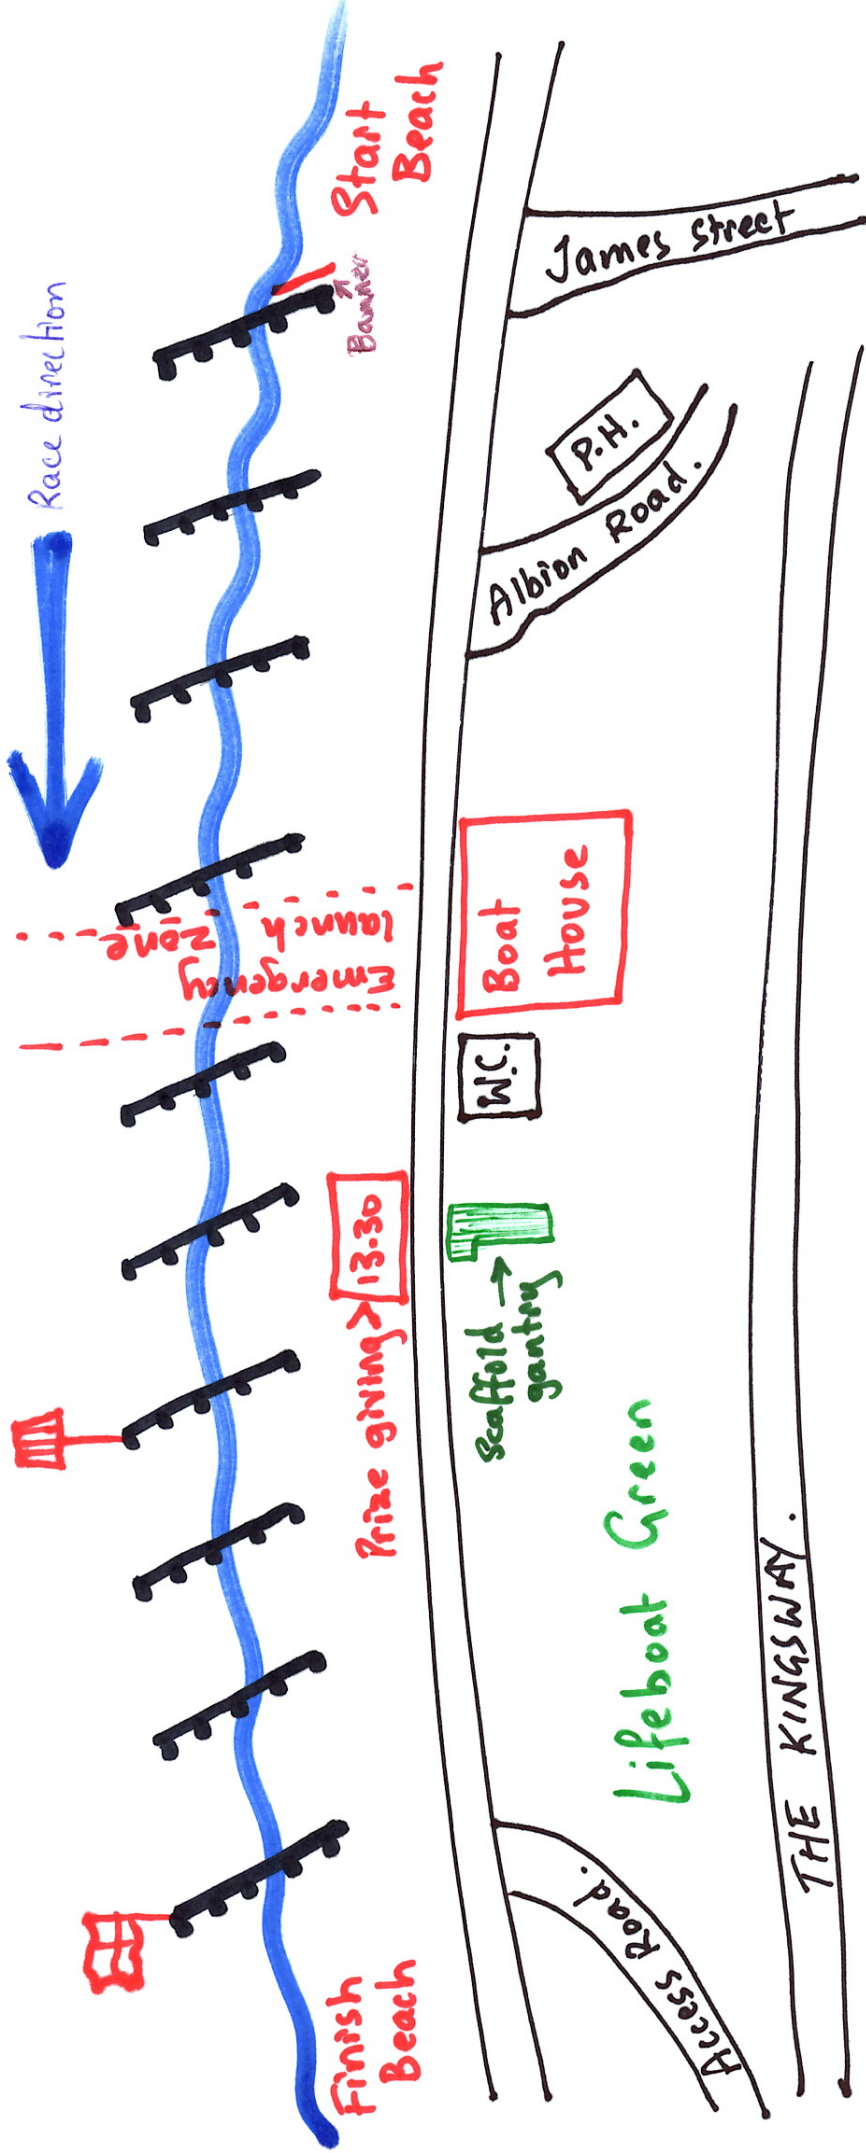 Race direction
Start
Beach
Banner
James Street
P.H.
Albion Road.
Emergency
launch
zone
Boat
House
W.C.
Prize giving > 13.30
Scaffold →
gantry
Lifeboat Green
THE KINGSWAY.
Access Road.
Finish
Beach